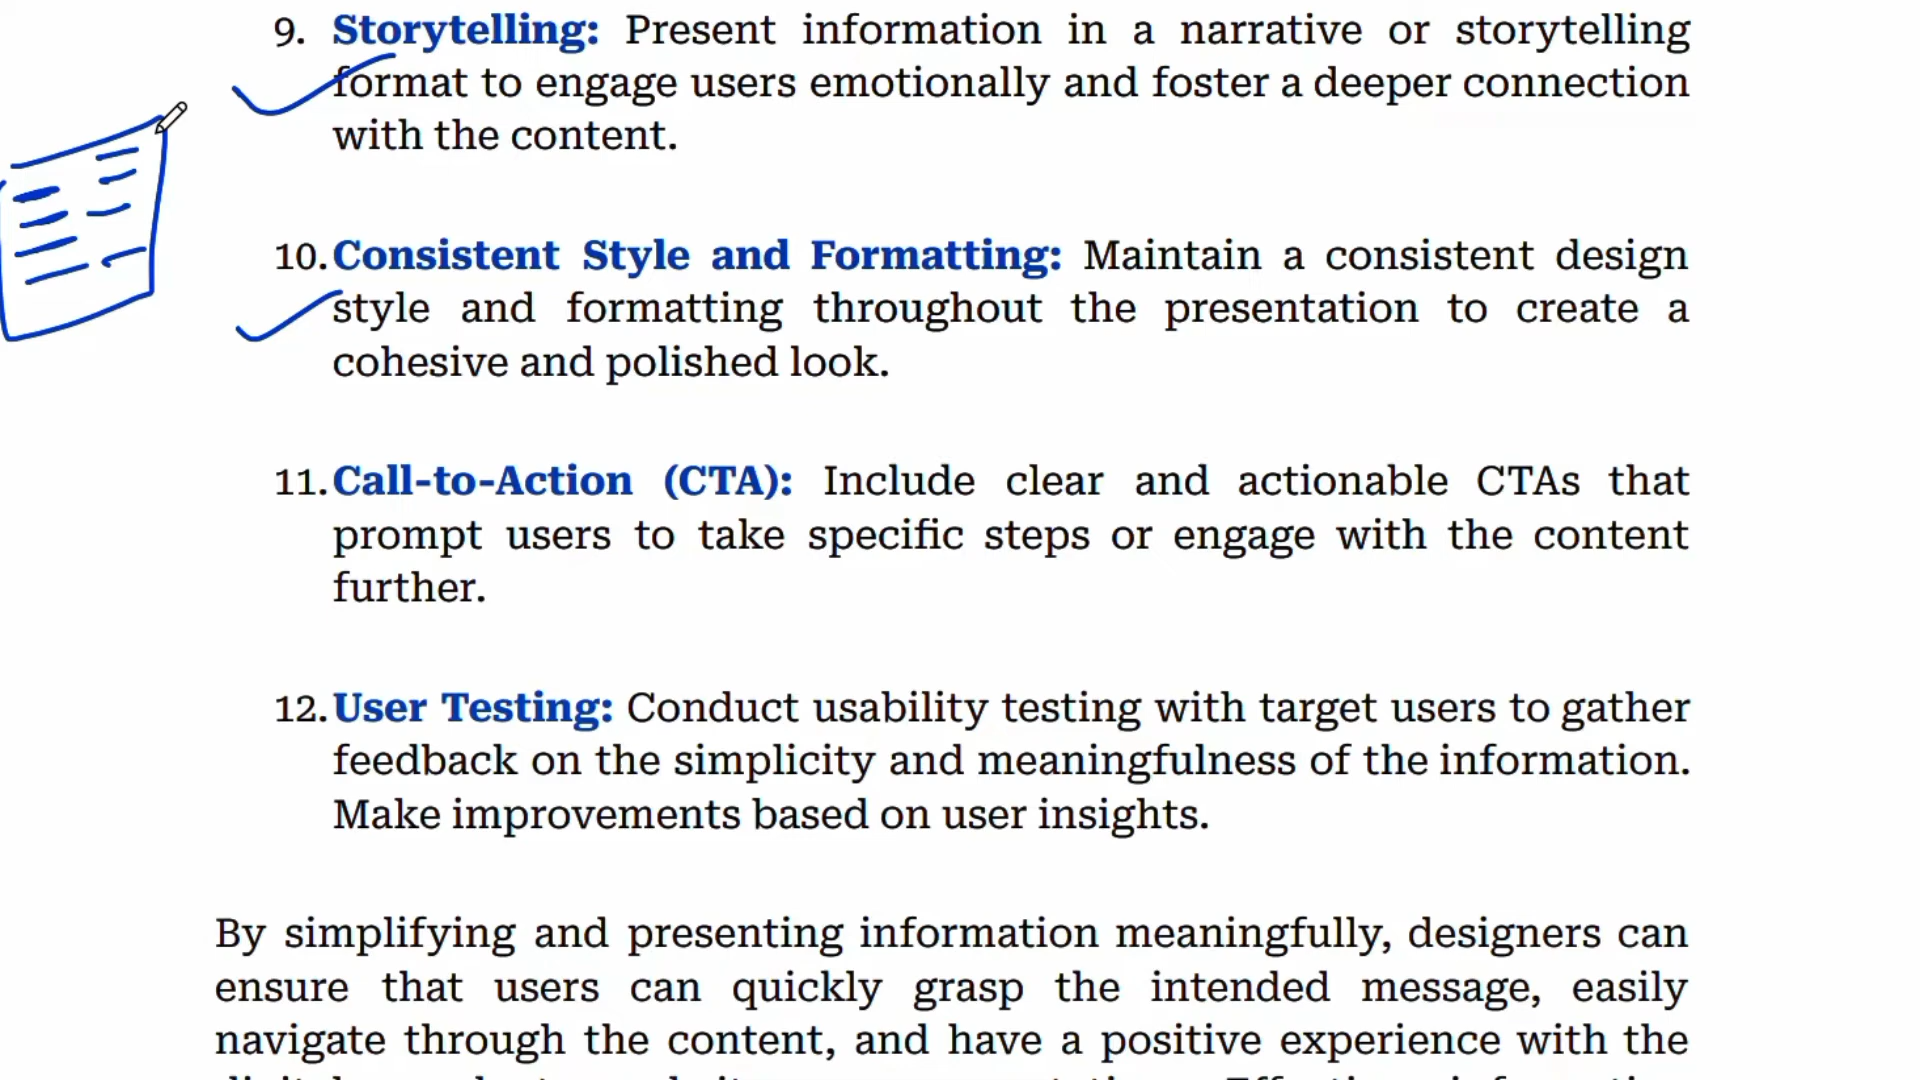 9. Storytelling: Present information in a narrative or storytelling
format to engage users emotionally and foster a deeper connection
with the content.
10. Consistent Style and Formatting: Maintain a consistent design
style and formatting throughout the presentation to create a
cohesive and polished look.
11. Call-to-Action (CTA): Include clear and actionable CTAs that
prompt users to take specific steps or engage with the content
further.
12. User Testing: Conduct usability testing with target users to gather
feedback on the simplicity and meaningfulness of the information.
Make improvements based on user insights.
By simplifying and presenting information meaningfully, designers can
ensure that users can quickly grasp the intended message, easily
navigate through the content, and have a positive experience with the